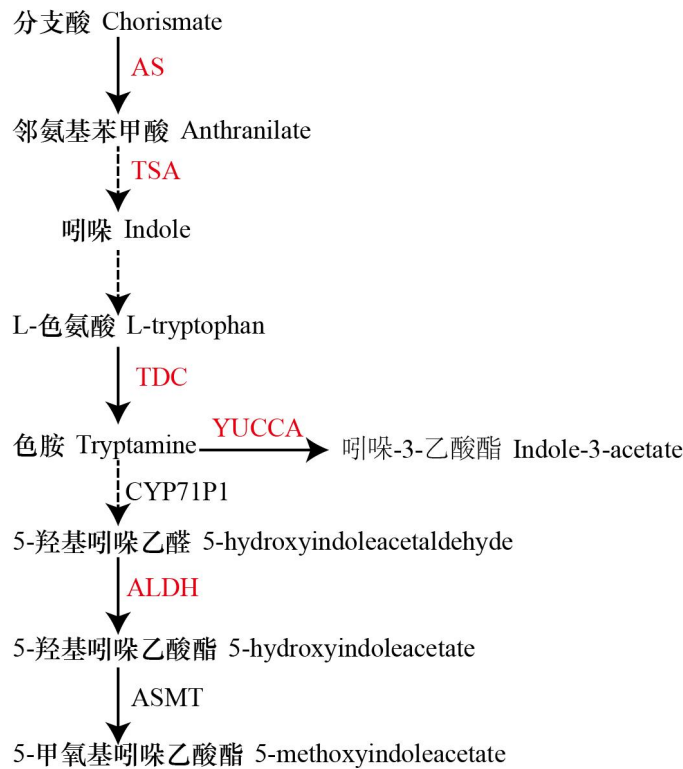 分支酸 Chorismate
AS
邻氨基苯甲酸 Anthranilate
TSA
吲哚 Indole
L-色氨酸 L-tryptophan
TDC
色胺 Tryptamine
YUCCA
吲哚-3-乙酸酯 Indole-3-acetate
CYP71P1
5-羟基吲哚乙醛 5-hydroxyindoleacetaldehyde
ALDH
5-羟基吲哚乙酸酯 5-hydroxyindoleacetate
ASMT
5-甲氧基吲哚乙酸酯 5-methoxyindoleacetate